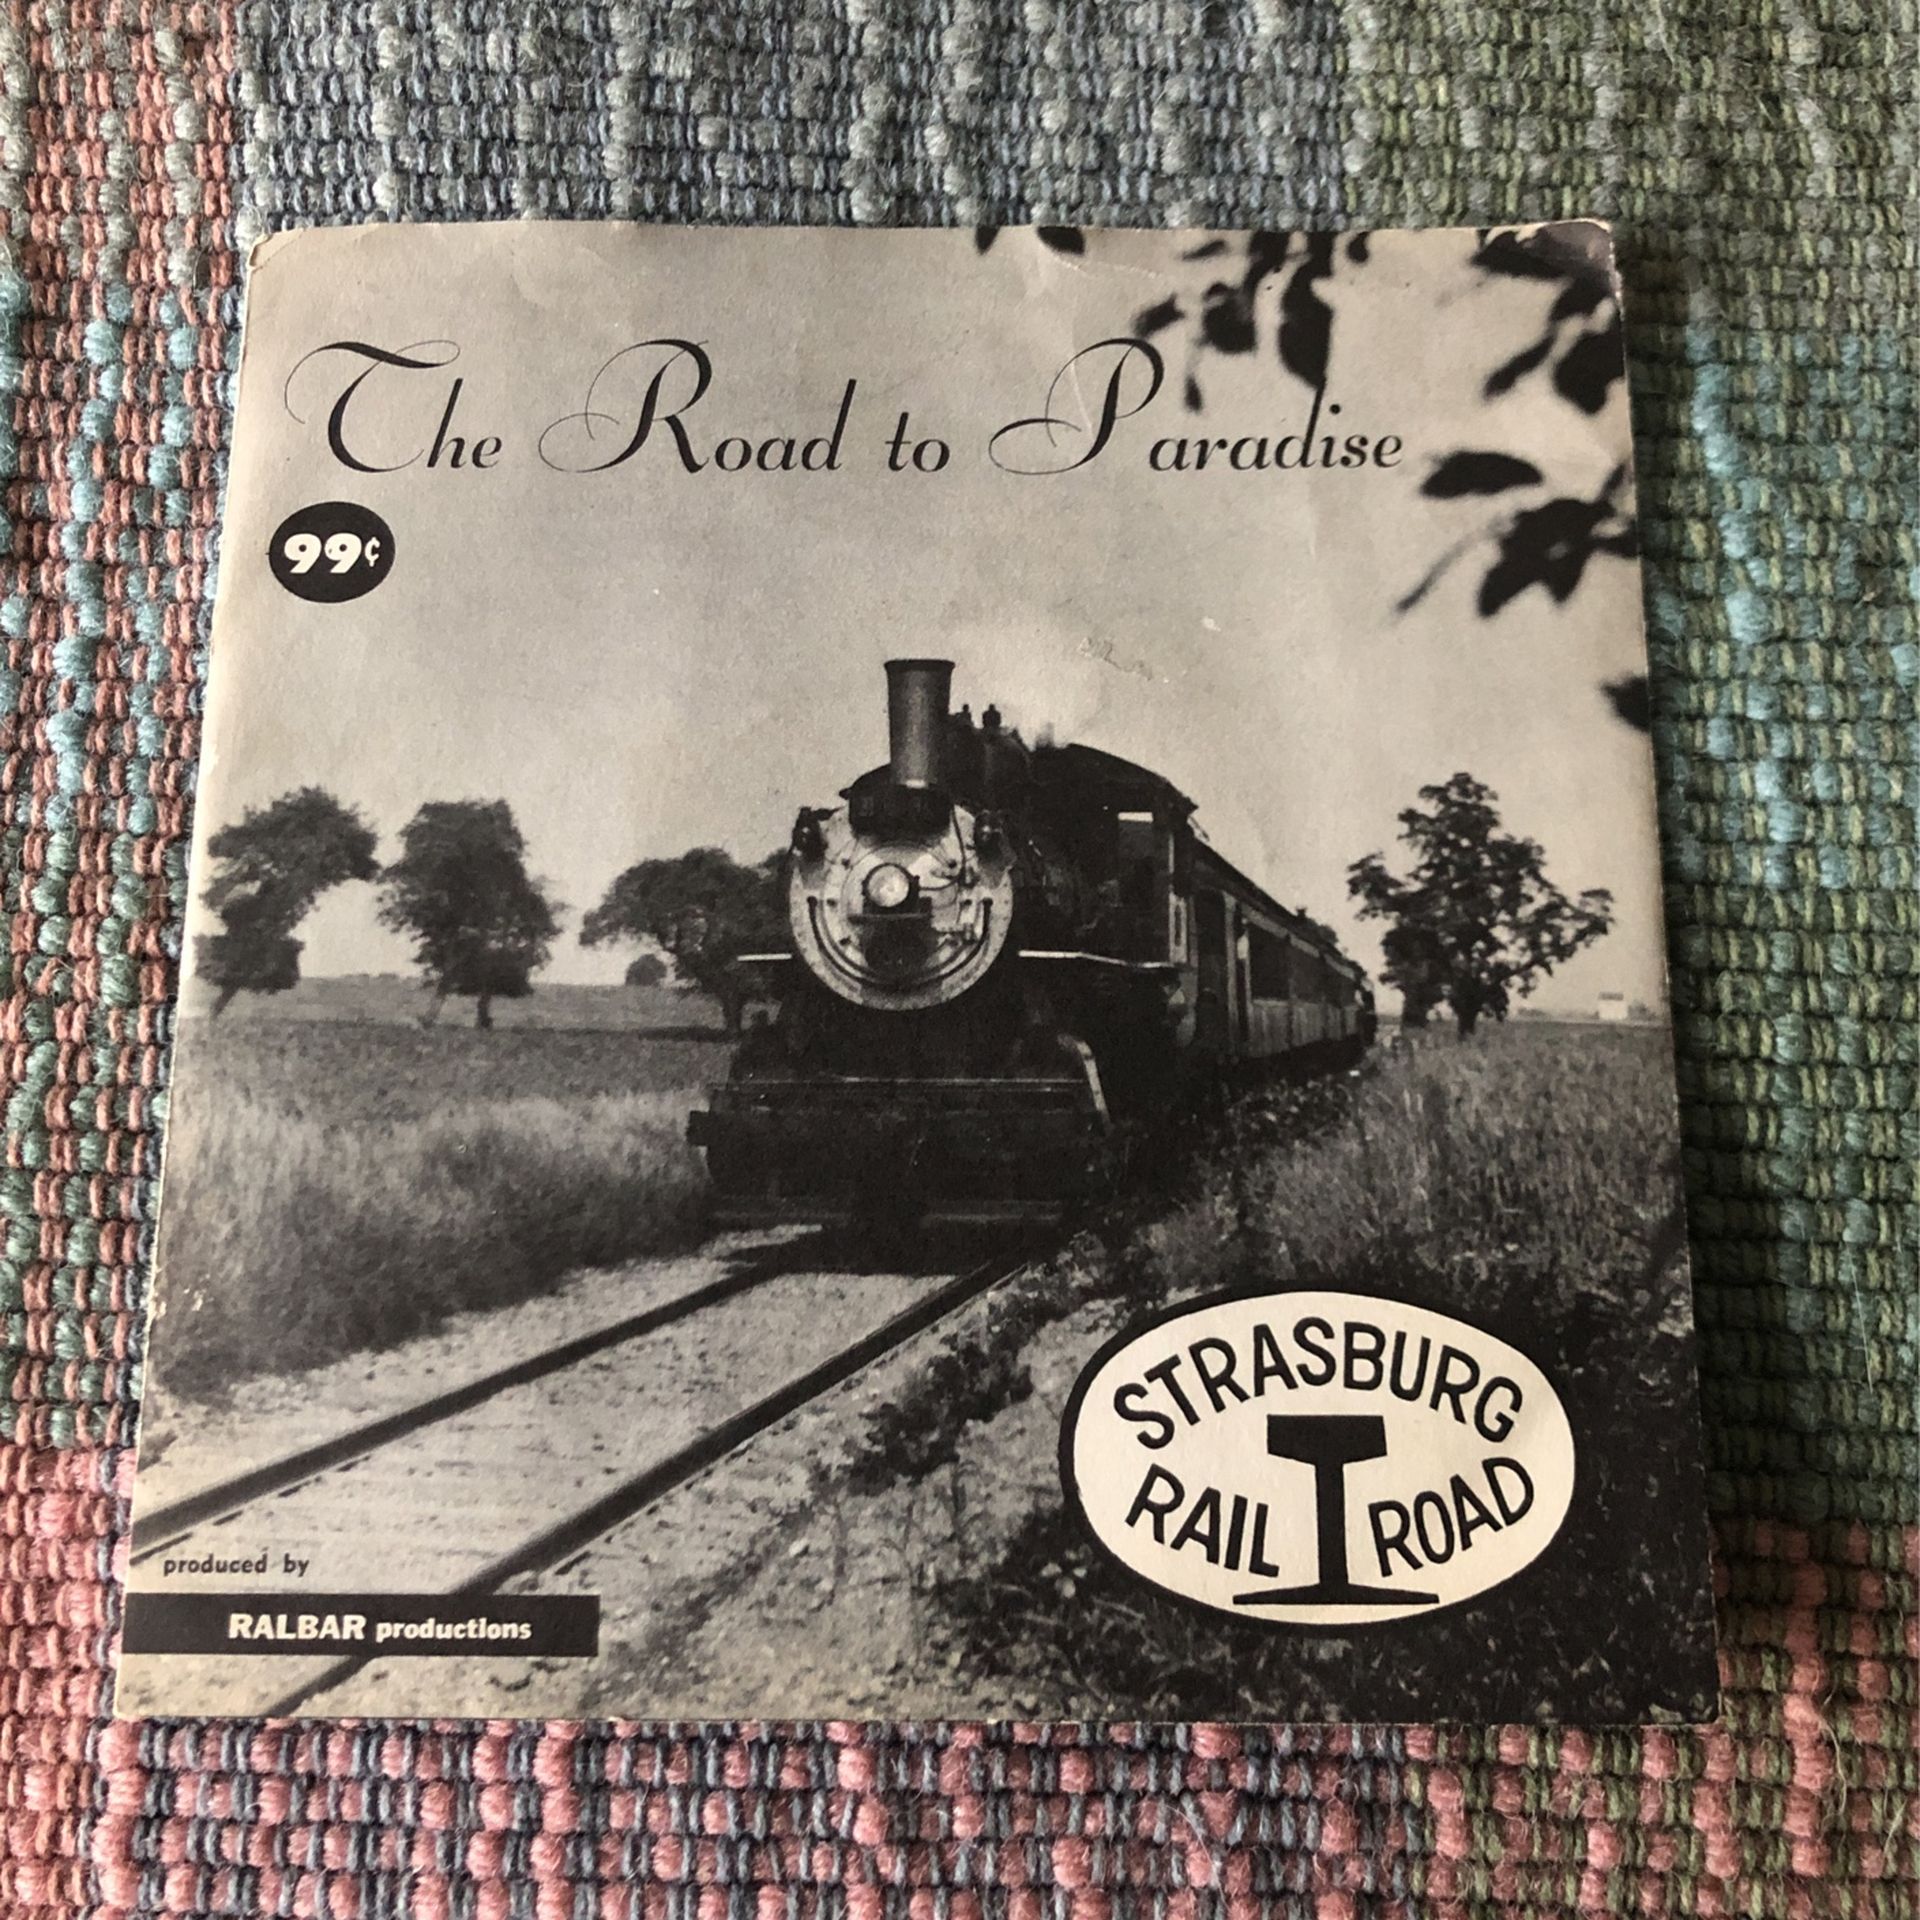 The Road to Paradise
99¢
STRASBURG
RAIL ROAD
produced by
RALBAR productions